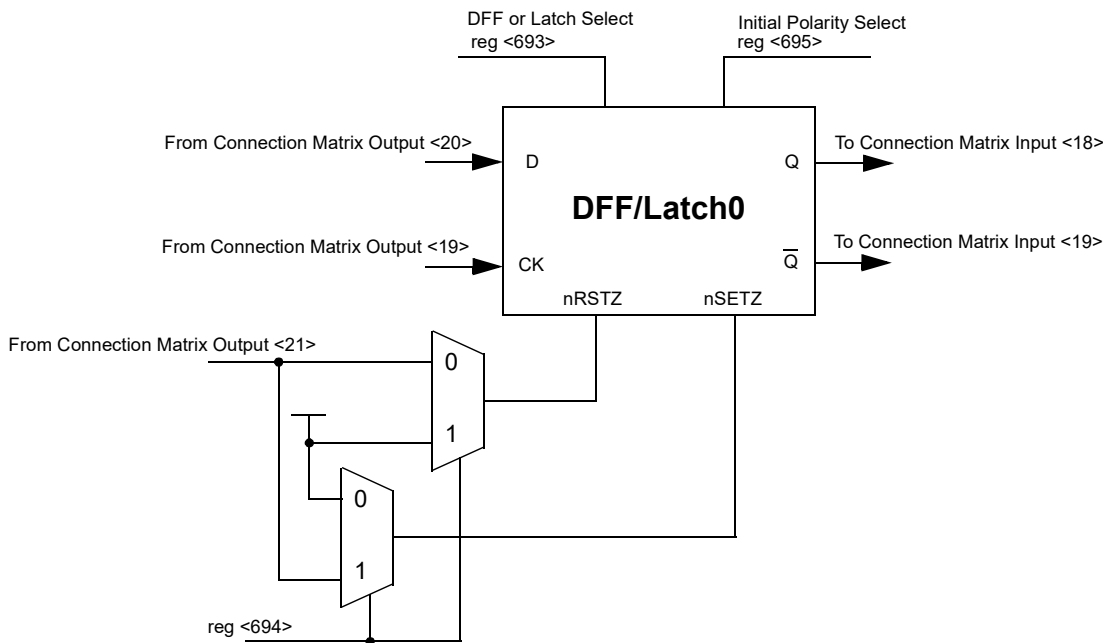 DFF or Latch Select
reg <693>
Initial Polarity Select
reg <695>
From Connection Matrix Output <20>
D
Q
To Connection Matrix Input <18>
DFF/Latch0
From Connection Matrix Output <19>
CK
Q̅
To Connection Matrix Input <19>
nRSTZ
nSETZ
From Connection Matrix Output <21>
0
1
0
1
reg <694>